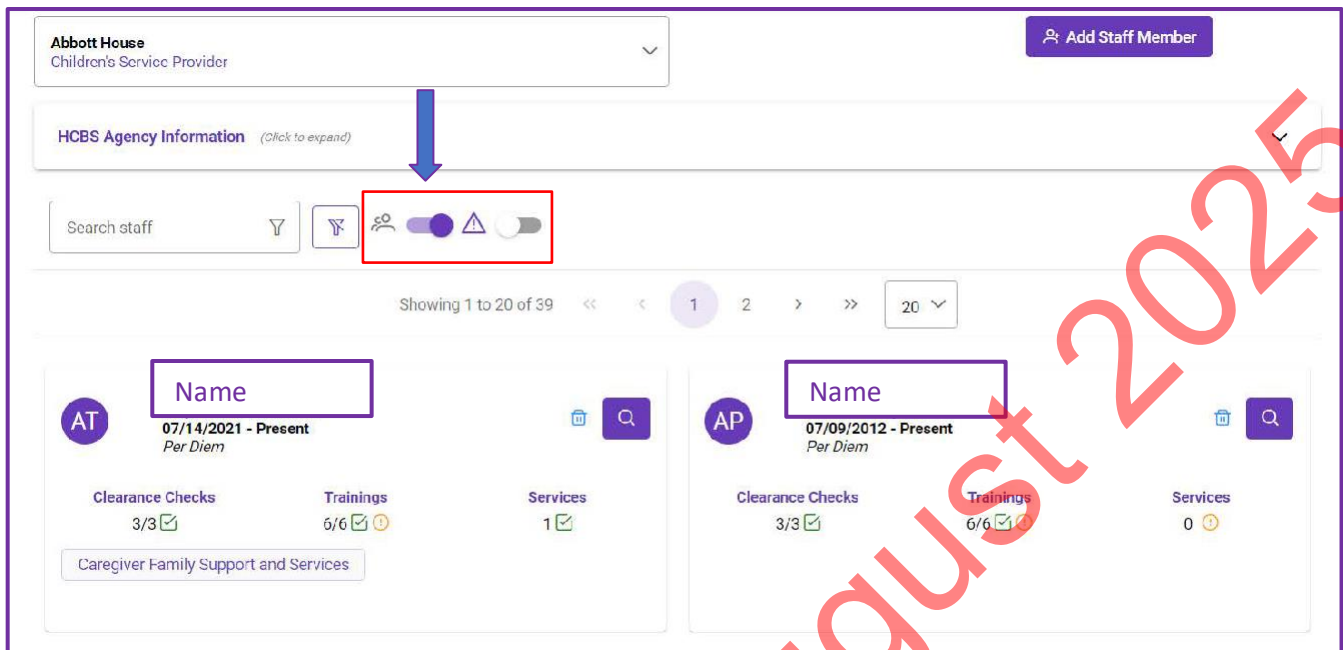 Abbott House
Children's Service Provider
Add Staff Member
HCBS Agency Information (Click to expand)
Search staff
Showing 1 to 20 of 39 << < 1 2 > >> 20
AT
Name
07/14/2021 - Present
Per Diem
Clearance Checks Trainings Services
3/3 6/6 1
Caregiver Family Support and Services
AP
Name
07/09/2012 - Present
Per Diem
Clearance Checks Trainings Services
3/3 6/6 0
August 2025